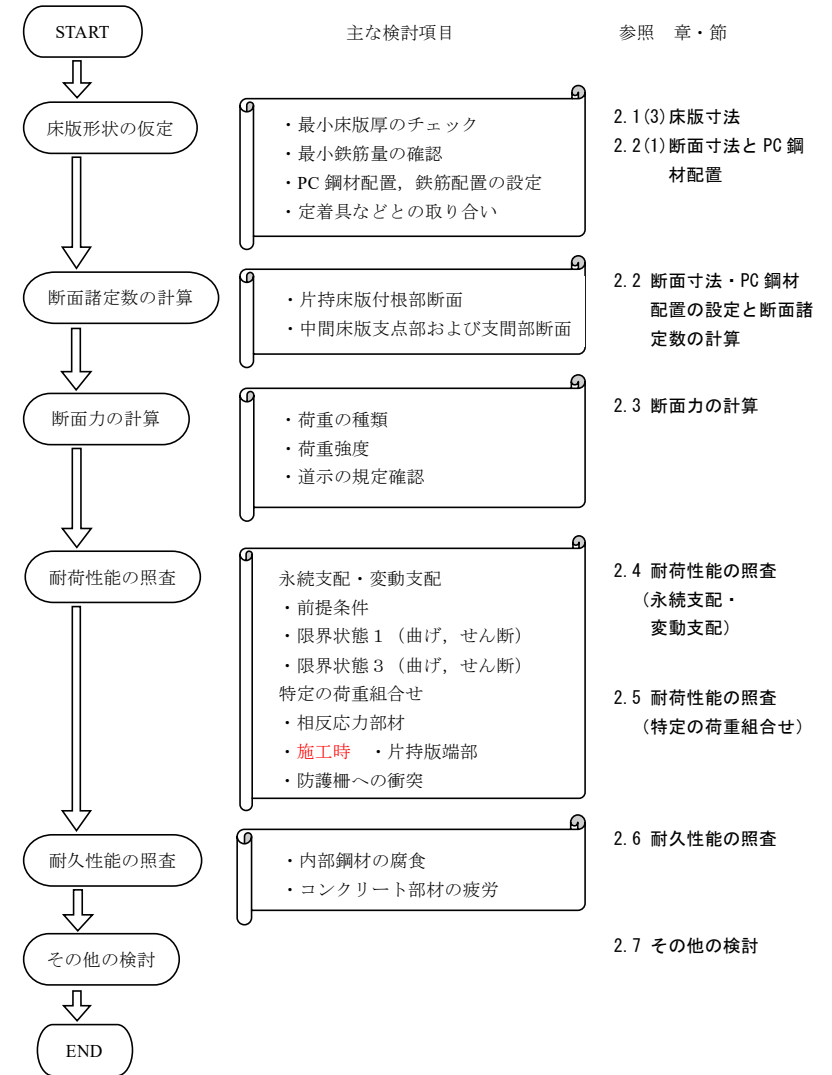 START 主な検討項目 参照 章・節
床版形状の仮定
・最小床版厚のチェック
・最小鉄筋量の確認
・PC 鋼材配置，鉄筋配置の設定
・定着具などとの取り合い
2.1(3)床版寸法
2.2(1)断面寸法と PC 鋼
材配置
断面諸定数の計算
・片持床版付根部断面
・中間床版支点部および支間部断面
2.2 断面寸法・PC 鋼材
配置の設定と断面諸
定数の計算
断面力の計算
・荷重の種類
・荷重強度
・道示の規定確認
2.3 断面力の計算
耐荷性能の照査
永続支配・変動支配
・前提条件
・限界状態１（曲げ，せん断）
・限界状態３（曲げ，せん断）
特定の荷重組合せ
・相反応力部材
・施工時 ・片持版端部
・防護柵への衝突
2.4 耐荷性能の照査
（永続支配・
変動支配）
2.5 耐荷性能の照査
（特定の荷重組合せ）
耐久性能の照査
・内部鋼材の腐食
・コンクリート部材の疲労
2.6 耐久性能の照査
その他の検討
2.7 その他の検討
END